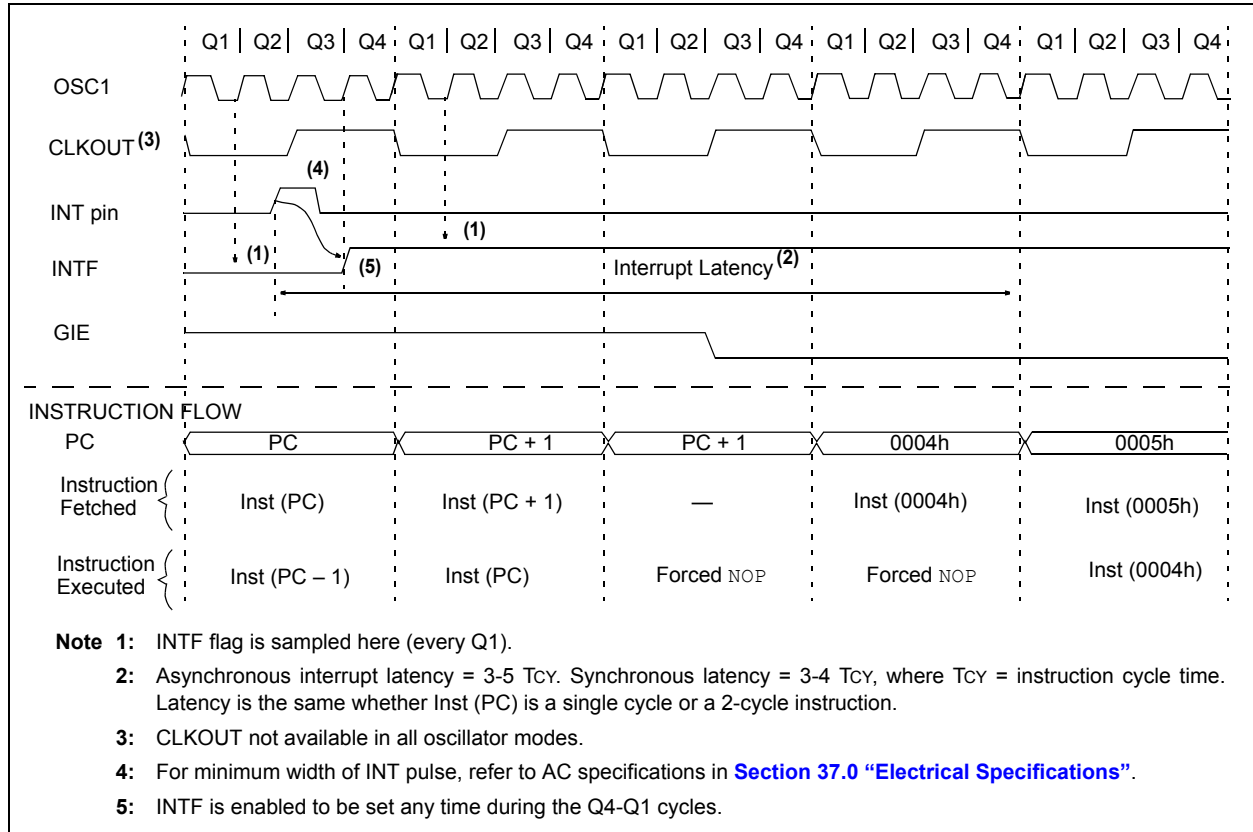 Q1 Q2 Q3 Q4 Q1 Q2 Q3 Q4 Q1 Q2 Q3 Q4 Q1 Q2 Q3 Q4 Q1 Q2 Q3 Q4
OSC1
CLKOUT (3)
(4)
INT pin
(1)
(1)
INTF
(5)
Interrupt Latency (2)
GIE
INSTRUCTION FLOW
PC PC PC + 1 PC + 1 0004h 0005h
Instruction
Fetched
Inst (PC) Inst (PC + 1) — Inst (0004h) Inst (0005h)
Instruction
Executed
Inst (PC – 1) Inst (PC) Forced NOP Forced NOP Inst (0004h)
Note 1: INTF flag is sampled here (every Q1).
2: Asynchronous interrupt latency = 3-5 TCY. Synchronous latency = 3-4 TCY, where TCY = instruction cycle time.
Latency is the same whether Inst (PC) is a single cycle or a 2-cycle instruction.
3: CLKOUT not available in all oscillator modes.
4: For minimum width of INT pulse, refer to AC specifications in Section 37.0 “Electrical Specifications”.
5: INTF is enabled to be set any time during the Q4-Q1 cycles.